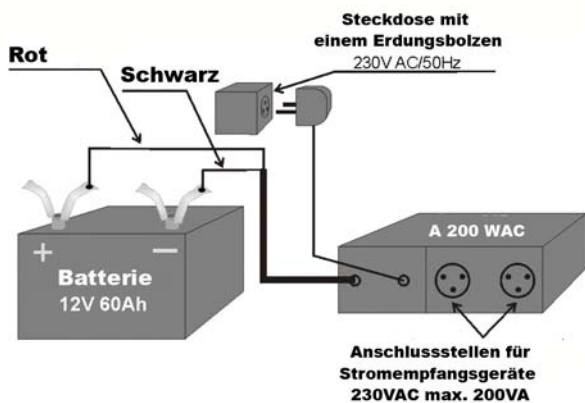 Steckdose mit
einem Erdungsbolzen
230V AC/50Hz
Rot
Schwarz
A 200 WAC
+ −
Batterie
12V 60Ah
Anschlussstellen für
Stromempfangsgeräte
230VAC max. 200VA